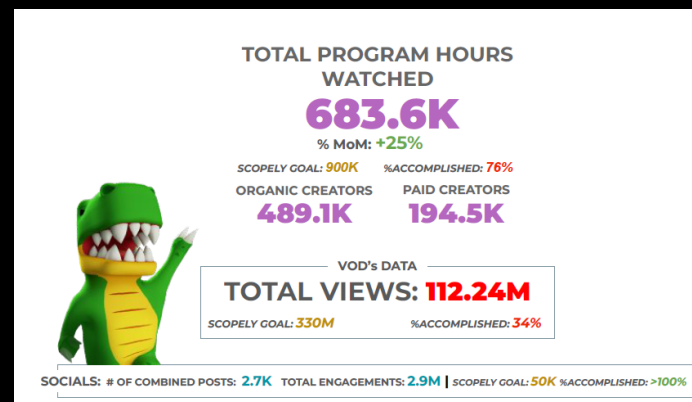 TOTAL PROGRAM HOURS
WATCHED
683.6K
% MoM: +25%
SCOPELY GOAL: 900K %ACCOMPLISHED: 76%
ORGANIC CREATORS PAID CREATORS
489.1K 194.5K
VOD's DATA
TOTAL VIEWS: 112.24M
SCOPELY GOAL: 330M %ACCOMPLISHED: 34%
SOCIALS: # OF COMBINED POSTS: 2.7K TOTAL ENGAGEMENTS: 2.9M | SCOPELY GOAL: 50K %ACCOMPLISHED: >100%